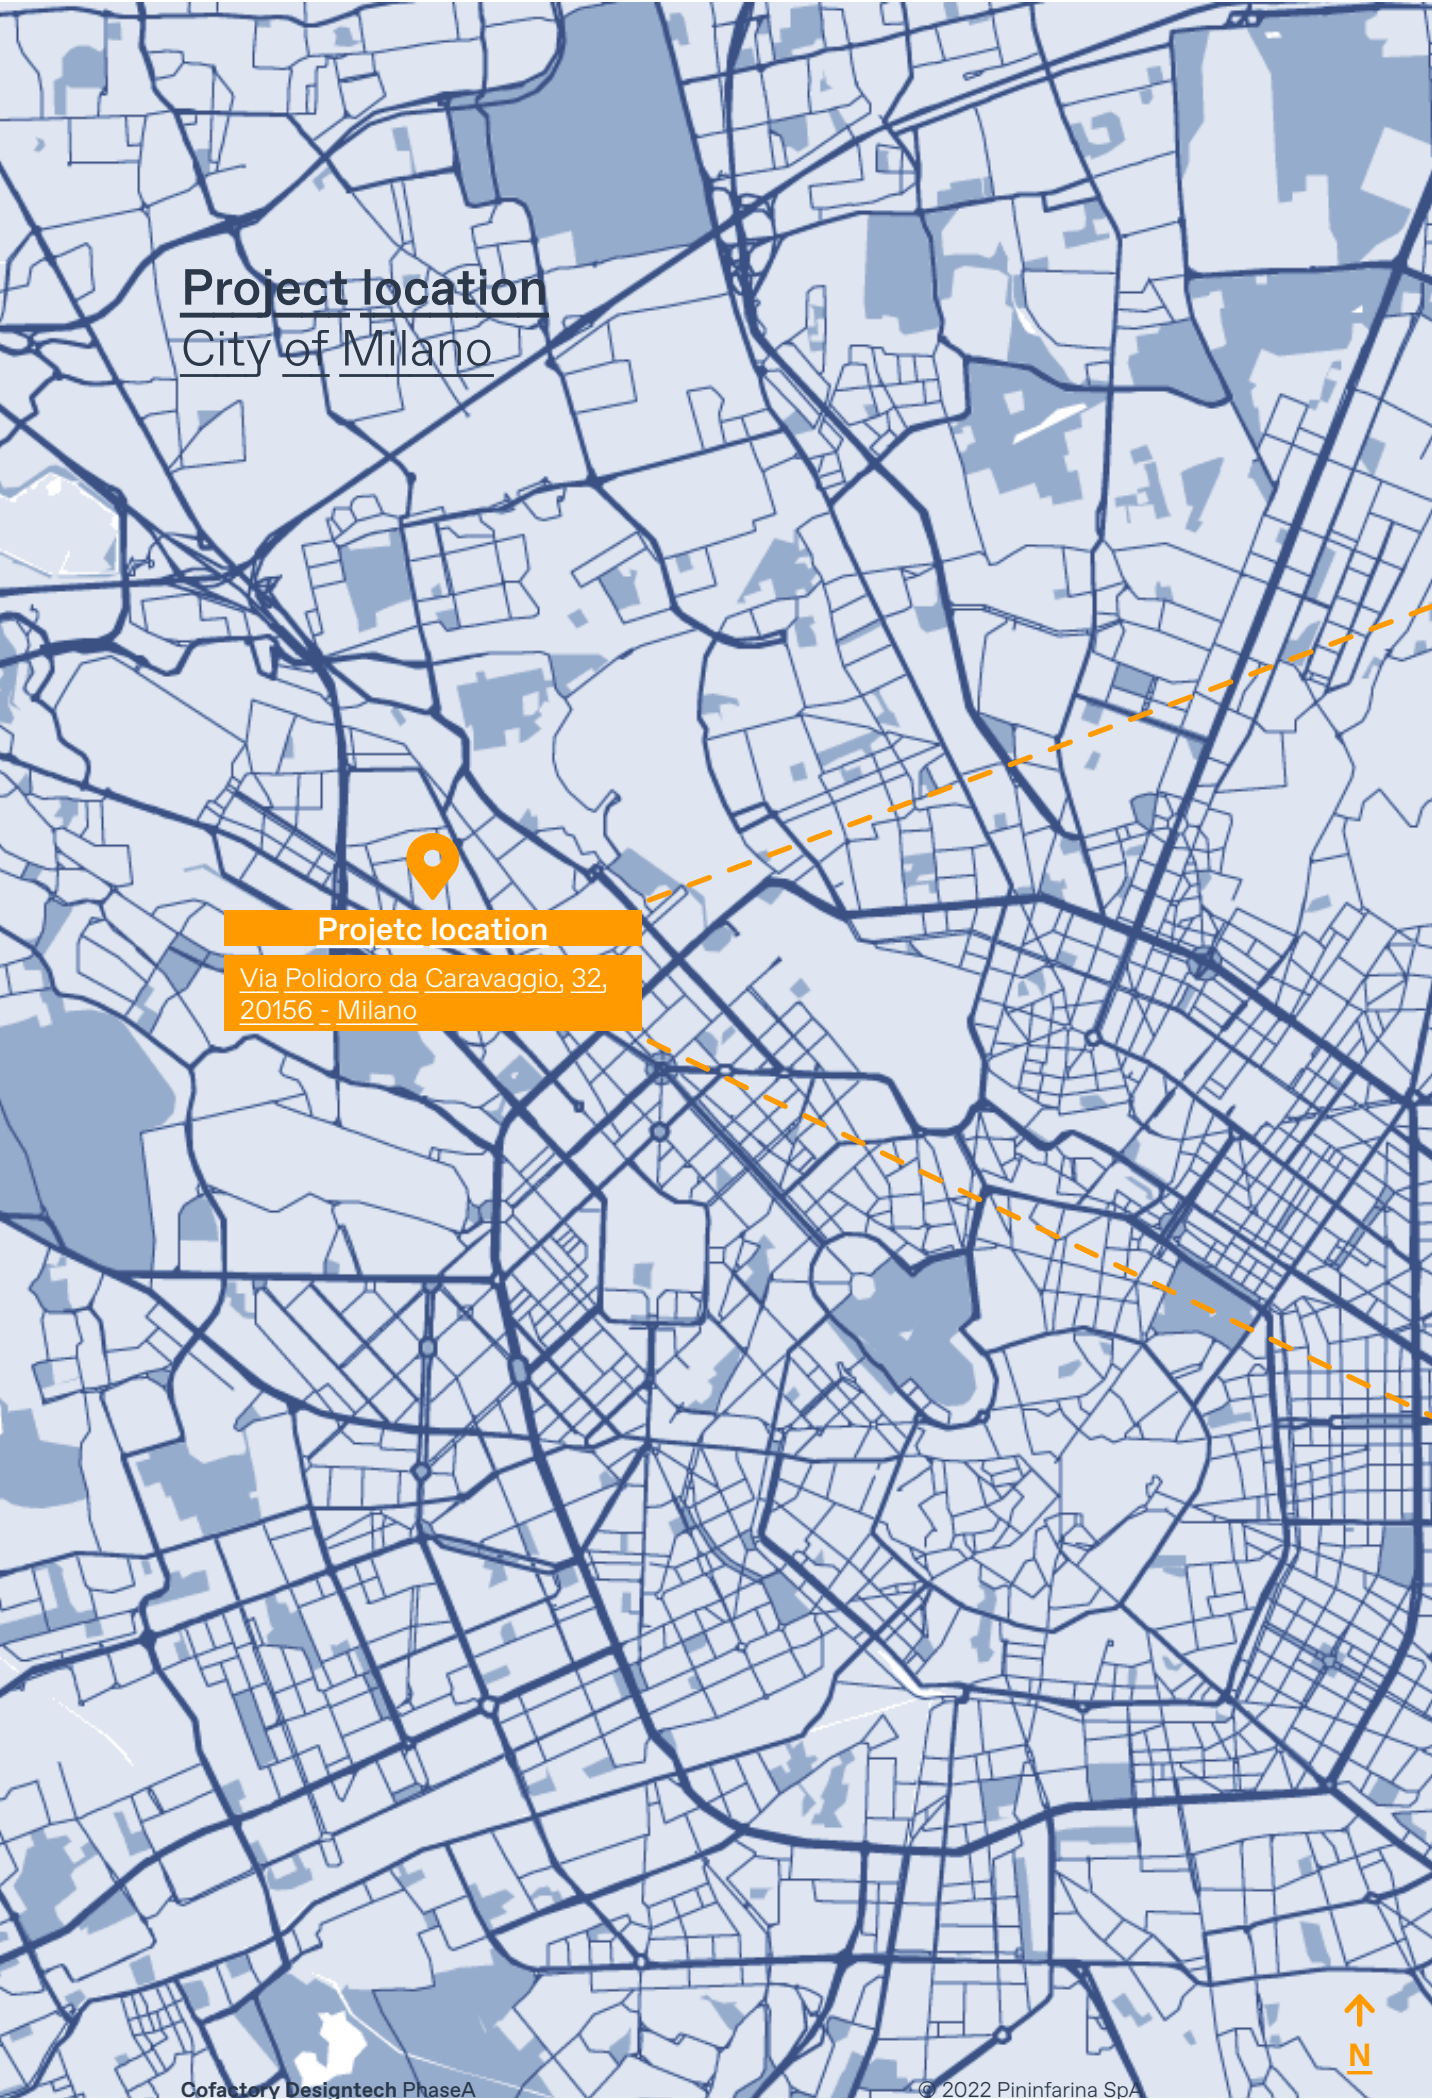 Project location
City of Milano
Projetc location
Via Polidoro da Caravaggio, 32,
20156 - Milano
N
Cofactory Designtech PhaseA
© 2022 Pininfarina SpA